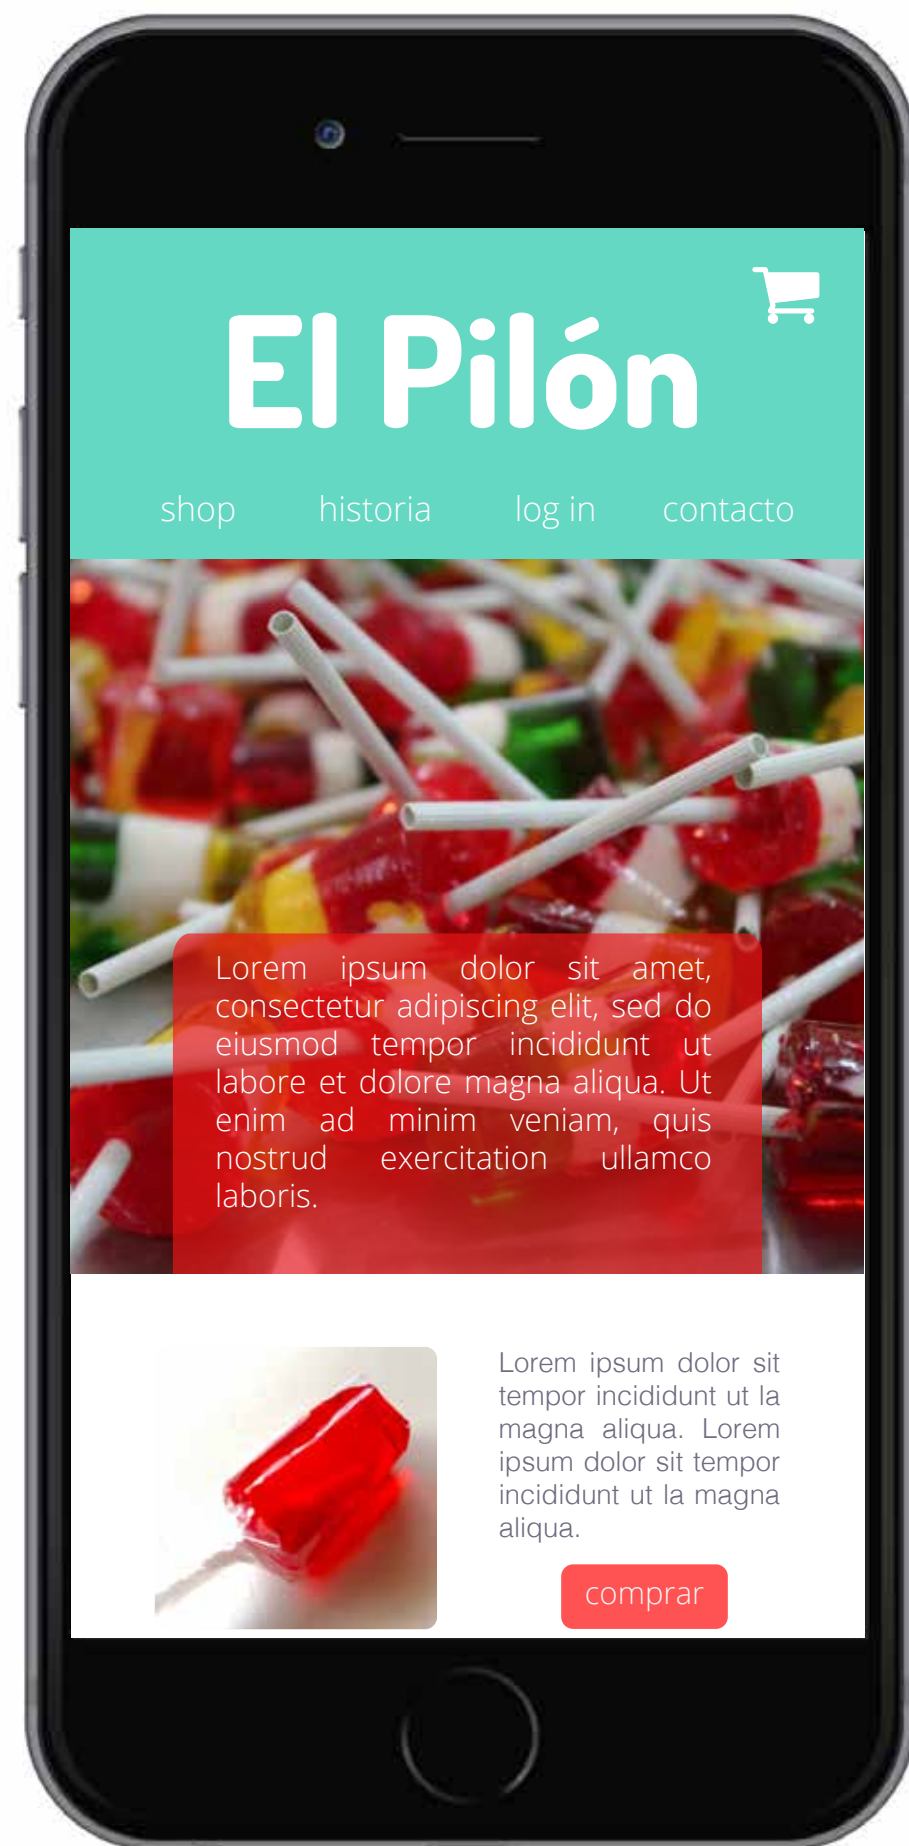 El Pilón
shop historia log in contacto
Lorem ipsum dolor sit amet,
consectetur adipiscing elit, sed do
eiusmod tempor incididunt ut
labore et dolore magna aliqua. Ut
enim ad minim veniam, quis
nostrud exercitation ullamco
laboris.
Lorem ipsum dolor sit
tempor incididunt ut la
magna aliqua. Lorem
ipsum dolor sit tempor
incididunt ut la magna
aliqua.
comprar